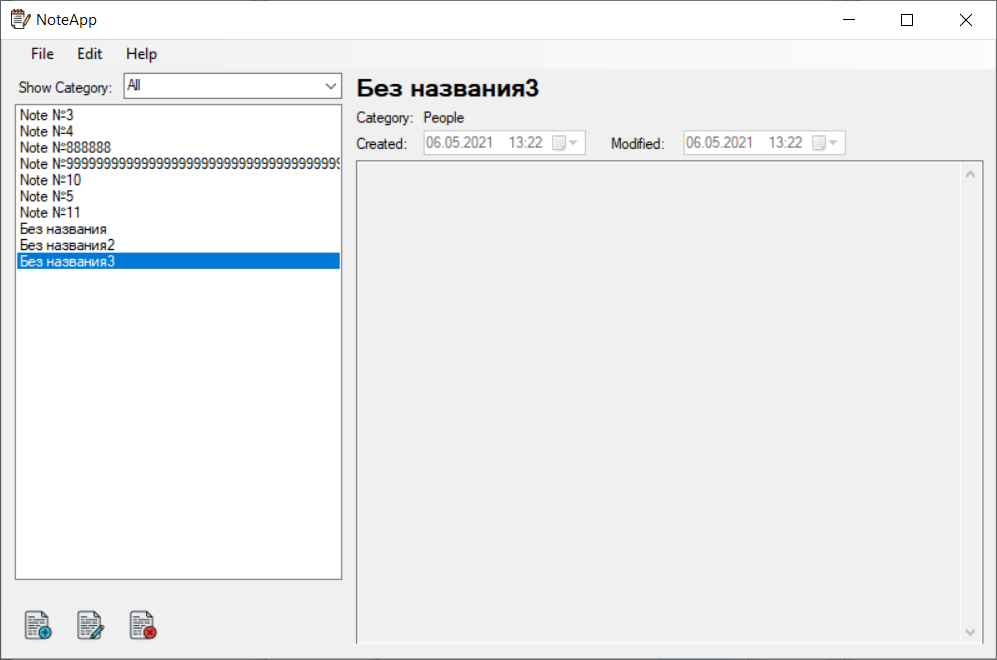 NoteApp
File Edit Help
Show Category: All
Note №3
Note №4
Note №888888
Note №9999999999999999999999999999999999999
Note №10
Note №5
Note №11
Без названия
Без названия2
Без названия3
Без названия3
Category: People
Created: 06.05.2021 13:22 Modified: 06.05.2021 13:22